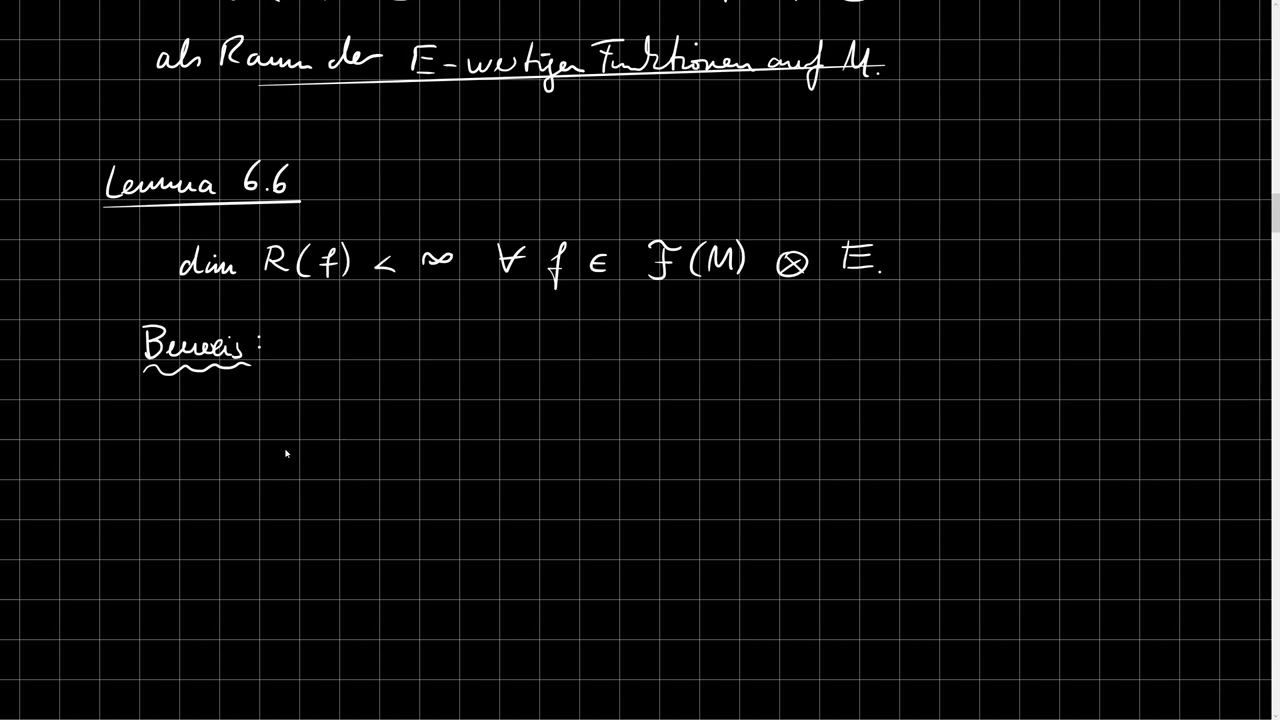 als Raum der E-wertigen Funktionen auf M.
Lemma 6.6
dim R(f) < ∞ ∀ f ∈ ℱ(M) ⊗ E.
Beweis: